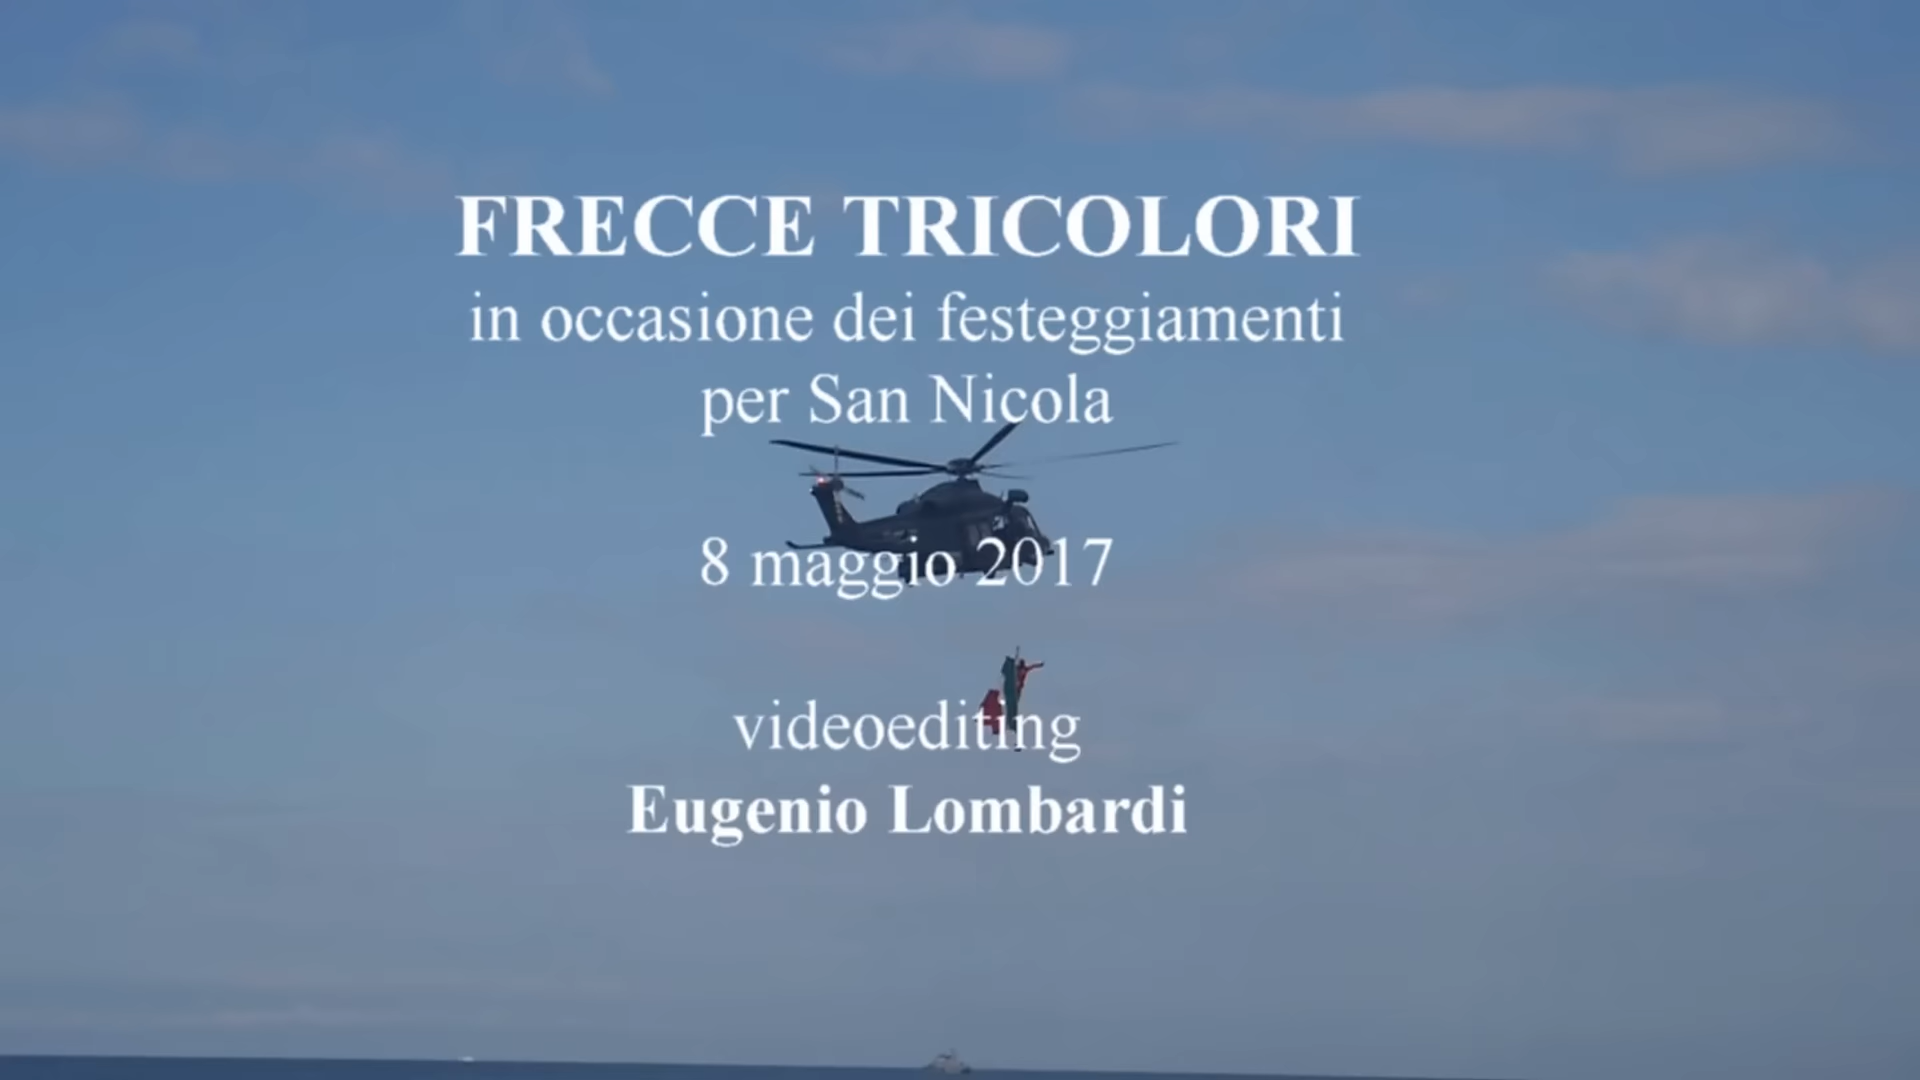 FRECCE TRICOLORI
in occasione dei festeggiamenti
per San Nicola
8 maggio 2017
videoediting
Eugenio Lombardi